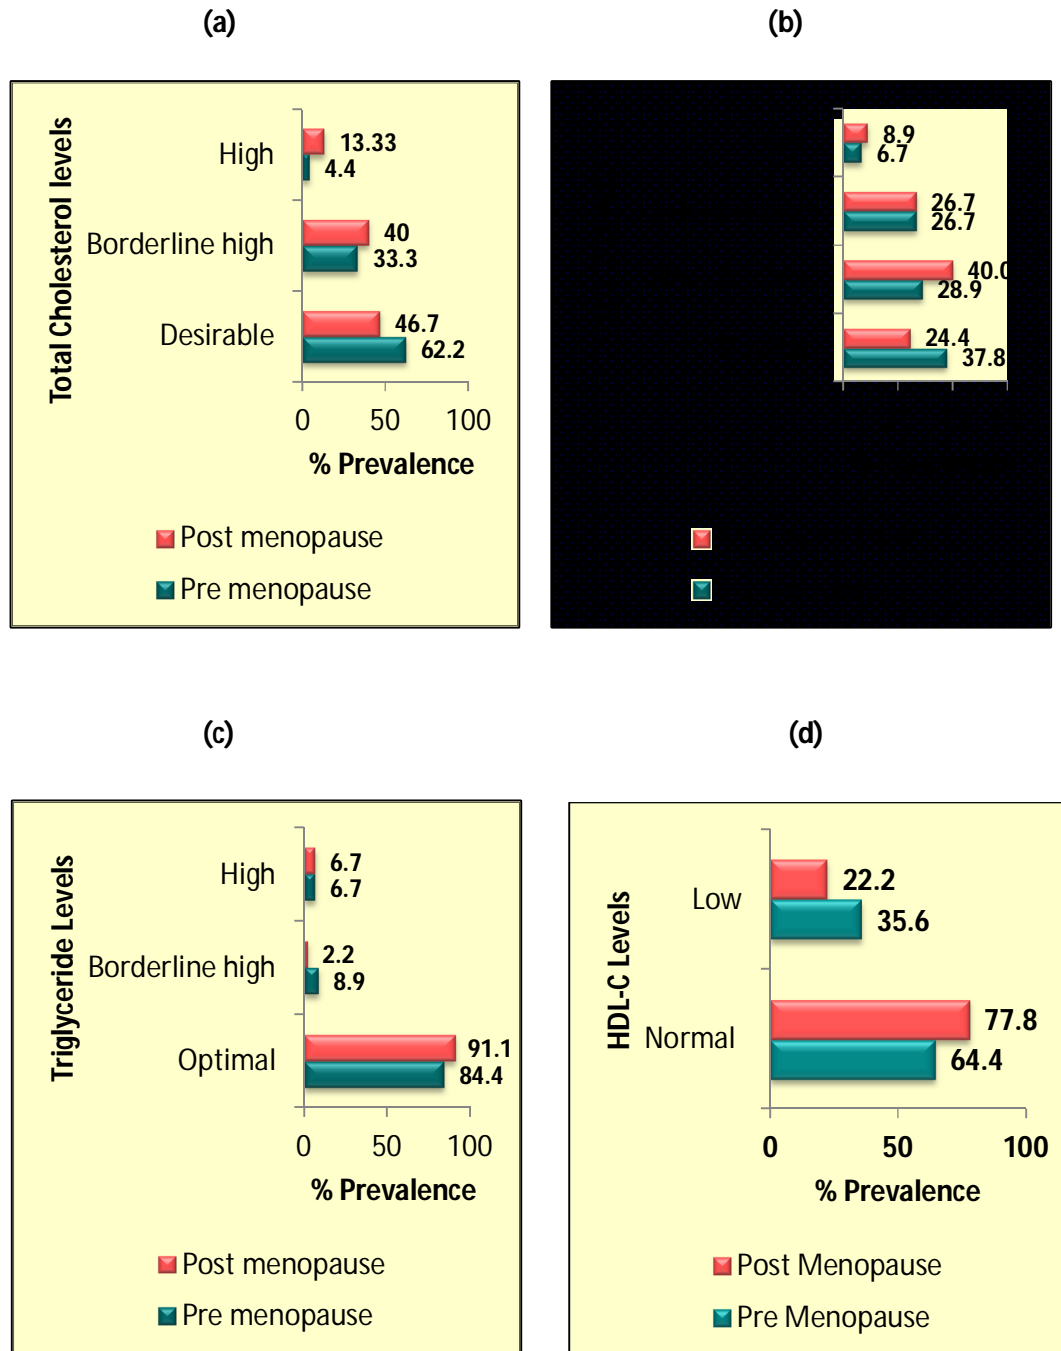 (a)
(b)
Total Cholesterol levels
High
13.33
4.4
Borderline high
40
33.3
Desirable
46.7
62.2
0 50 100
% Prevalence
Post menopause
Pre menopause
8.9
6.7
26.7
26.7
40.0
28.9
24.4
37.8
(c)
(d)
Triglyceride Levels
High
6.7
6.7
Borderline high
2.2
8.9
Optimal
91.1
84.4
0 50 100
% Prevalence
Post menopause
Pre menopause
HDL-C Levels
Low
22.2
35.6
Normal
77.8
64.4
0 50 100
% Prevalence
Post Menopause
Pre Menopause